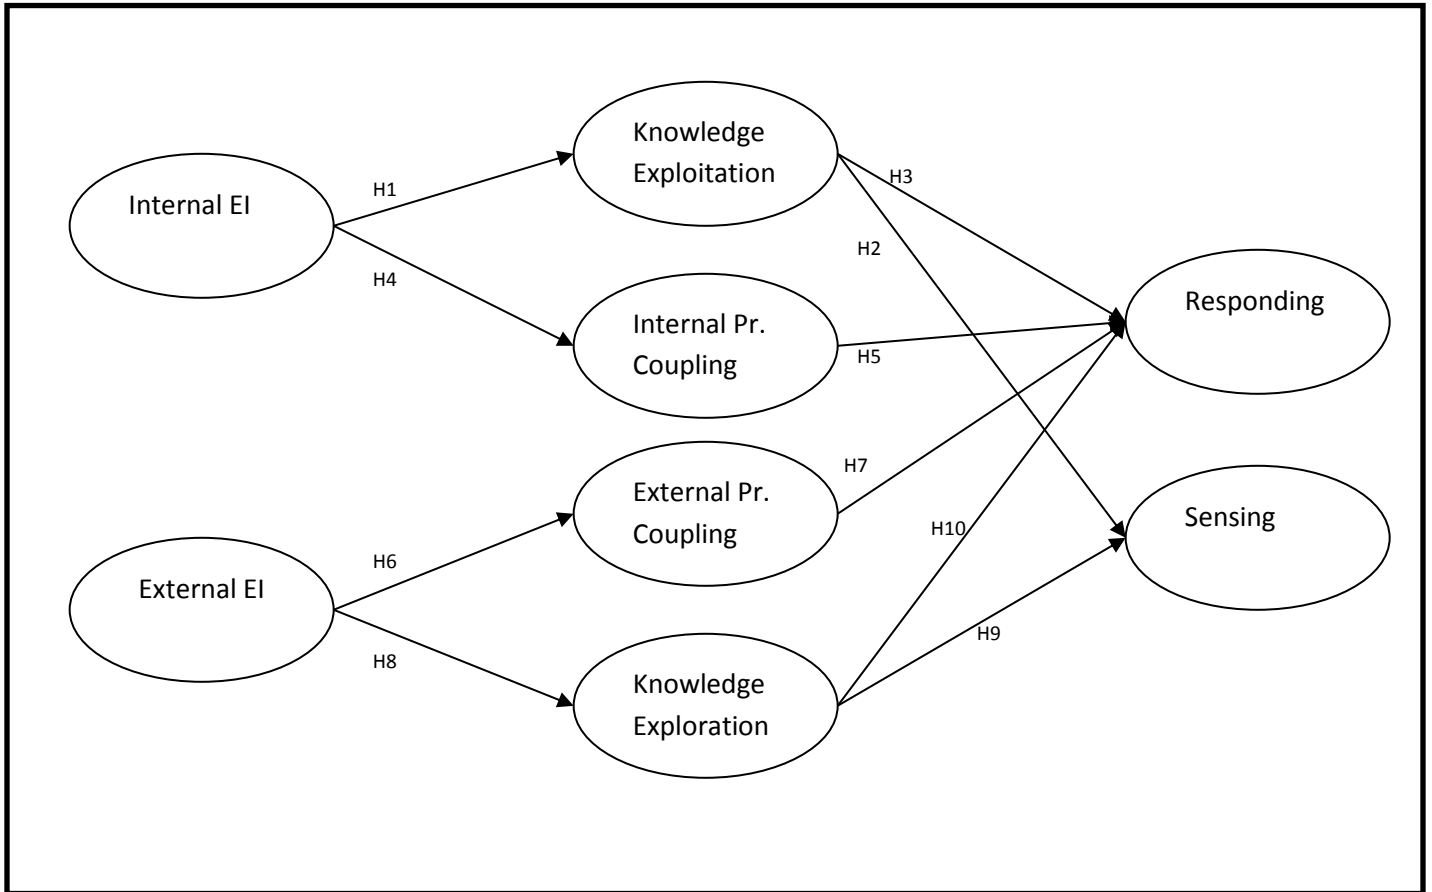 Internal EI
H1
H4
Knowledge
Exploitation
H3
H2
Internal Pr.
Coupling
H5
Responding
External EI
H6
H8
External Pr.
Coupling
H7
H10
Sensing
Knowledge
Exploration
H9